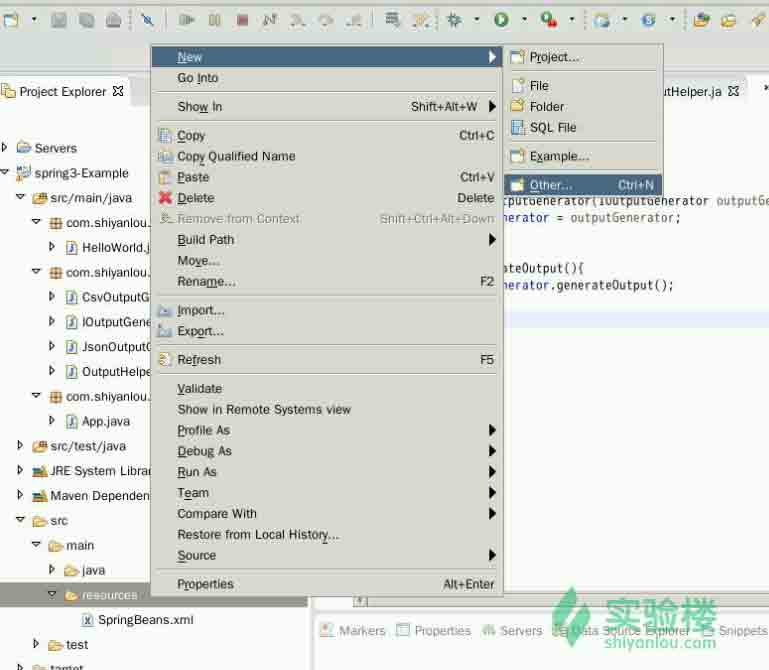 New
Project...
Go Into
Project Explorer
File
utHelper.ja
Show In Shift+Alt+W
Folder
SQL File
Copy Ctrl+C
Servers
Copy Qualified Name
Example...
spring3-Example
Paste Ctrl+V
Other... Ctrl+N
src/main/java
Delete Delete
putGenerator(IOutputGenerator outputGe
Remove from Context Shift+Ctrl+Alt+Down
nerator = outputGenerator;
com.shiyanlou.
Build Path
HelloWorld.j
Move...
ateOutput(){
com.shiyanlou.
Rename... F2
nerator.generateOutput();
CsvOutputG
Import...
IOutputGene
Export...
JsonOutputG
Refresh F5
OutputHelpe
Validate
com.shiyanlou.
Show in Remote Systems view
App.java
Profile As
src/test/java
Debug As
JRE System Librar
Run As
Maven Dependen
Team
src
Compare With
Restore from Local History...
main
Source
java
Properties Alt+Enter
resources
SpringBeans.xml
实验楼
Markers Properties Servers Data Source Explorer Snippets
shiyanlou.com
test
target